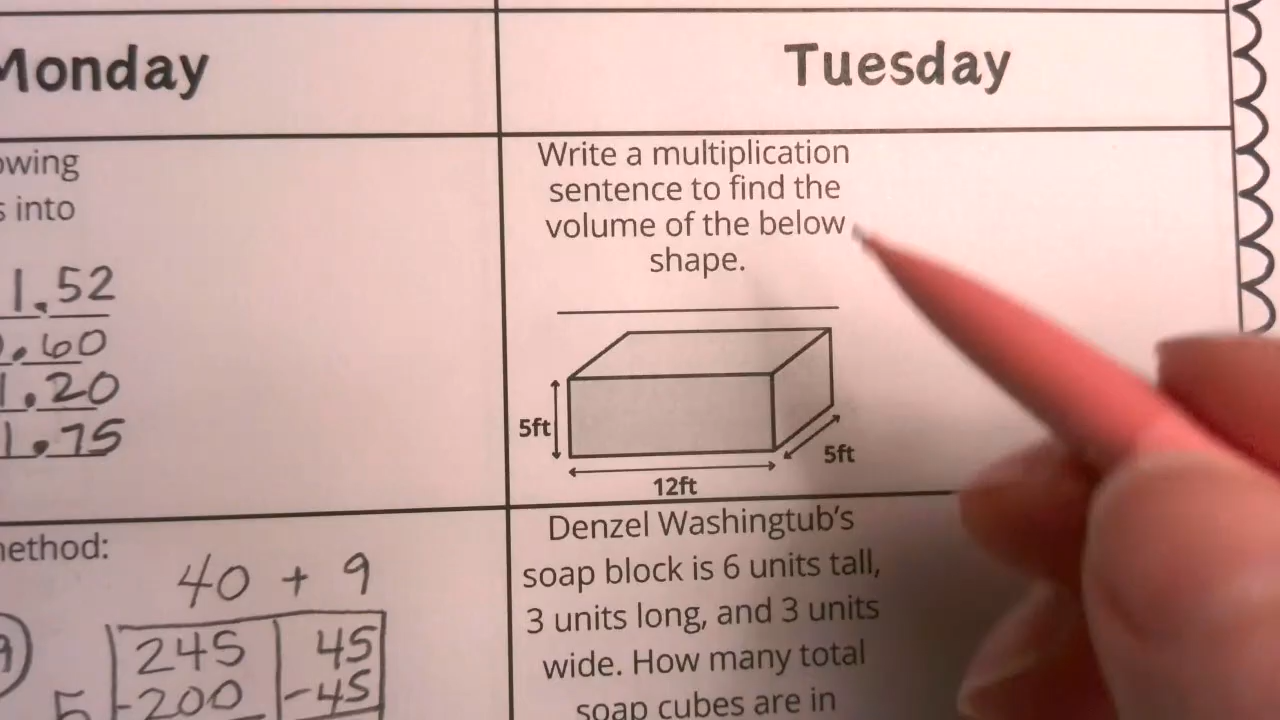 Monday
owing
s into
1.52
.60
1.20
1.75
method:
40 + 9
245 45
5 -200 -45
Tuesday
Write a multiplication
sentence to find the
volume of the below
shape.
5ft
5ft
12ft
Denzel Washingtub's
soap block is 6 units tall,
3 units long, and 3 units
wide. How many total
soap cubes are in